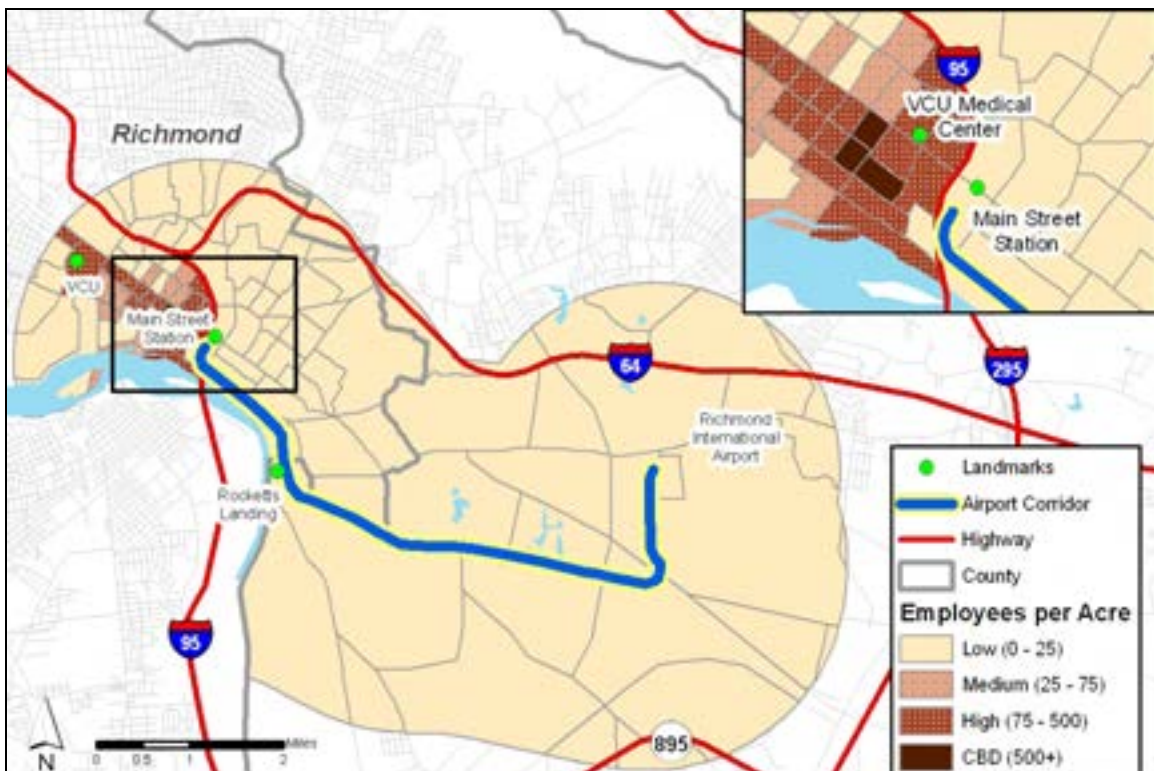 Richmond
VCU
Main Street
Station
Rocketts
Landing
95
64
Richmond
International
Airport
295
895
95
VCU Medical
Center
Main Street
Station
Landmarks
Airport Corridor
Highway
County
Employees per Acre
Low (0 - 25)
Medium (25 - 75)
High (75 - 500)
CBD (500+)
N
Miles
0 0.5 1 2